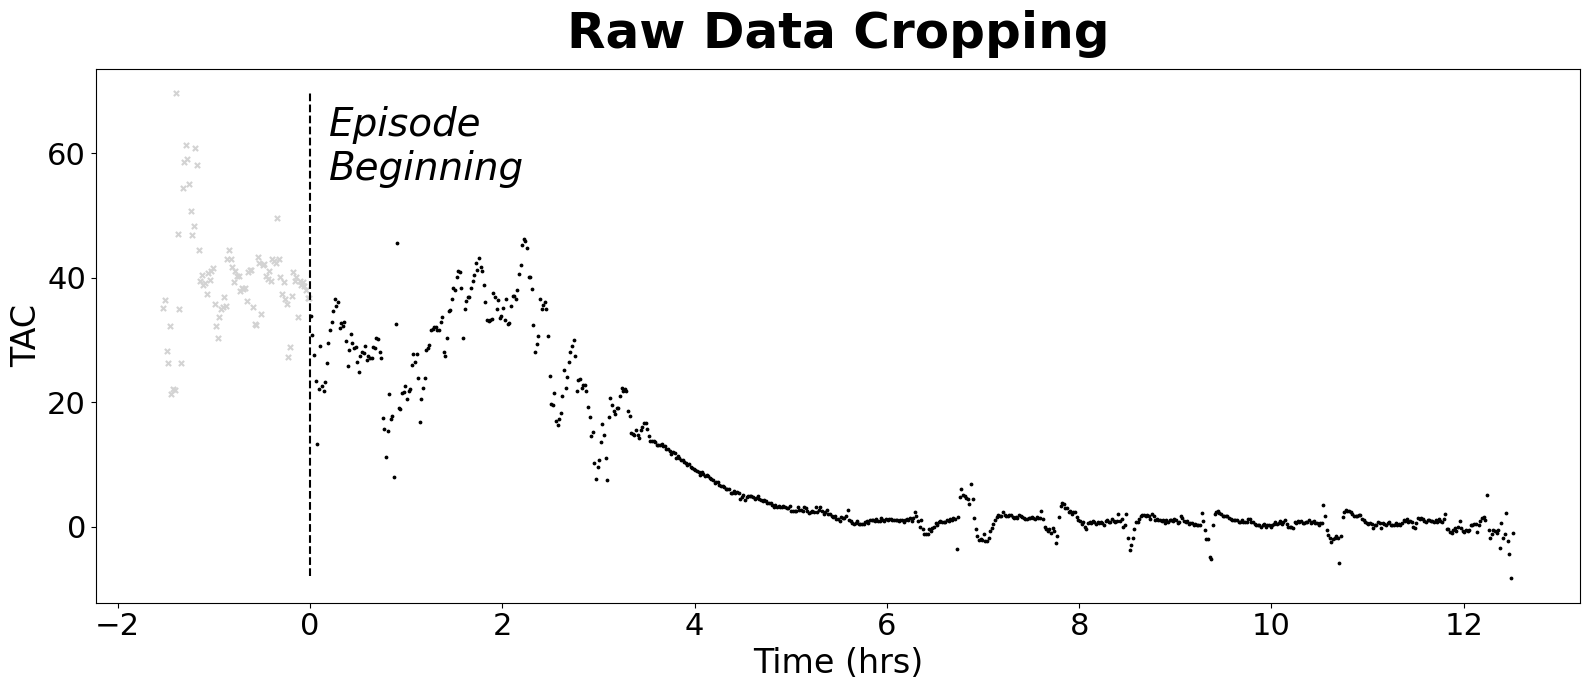 Raw Data Cropping
Episode
Beginning
TAC
60
40
20
0
−2 0 2 4 6 8 10 12
Time (hrs)